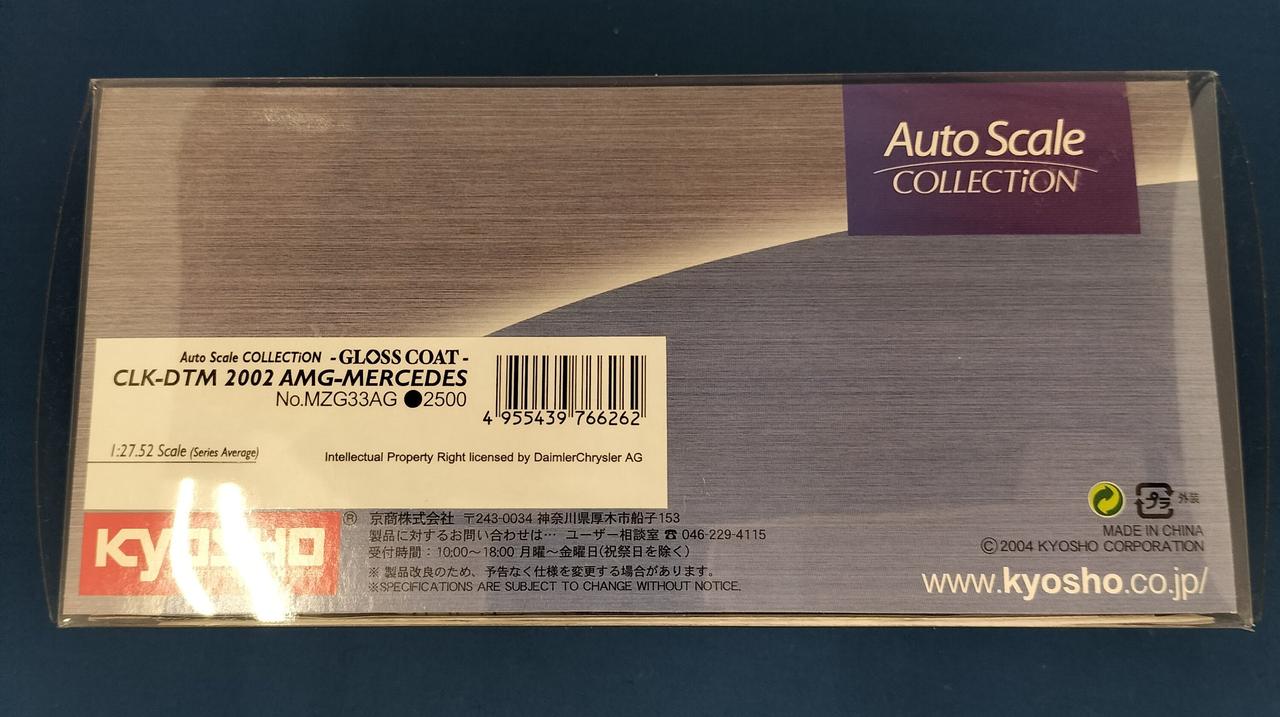 Auto Scale
COLLECTiON
Auto Scale COLLECTiON -GLOSS COAT-
CLK-DTM 2002 AMG-MERCEDES
No.MZG33AG ●2500
4 955439 766262
1:27.52 Scale (Series Average)
Intellectual Property Right licensed by DaimlerChrysler AG
KYOSHO
® 京商株式会社 〒243-0034 神奈川県厚木市船子153
製品に対するお問い合わせは… ユーザー相談室 ☎ 046-229-4115
受付時間：10:00〜18:00 月曜〜金曜日(祝祭日を除く)
※ 製品改良のため、予告なく仕様を変更する場合があります。
※SPECIFICATIONS ARE SUBJECT TO CHANGE WITHOUT NOTICE.
プラ 外装
MADE IN CHINA
©2004 KYOSHO CORPORATION
www.kyosho.co.jp/